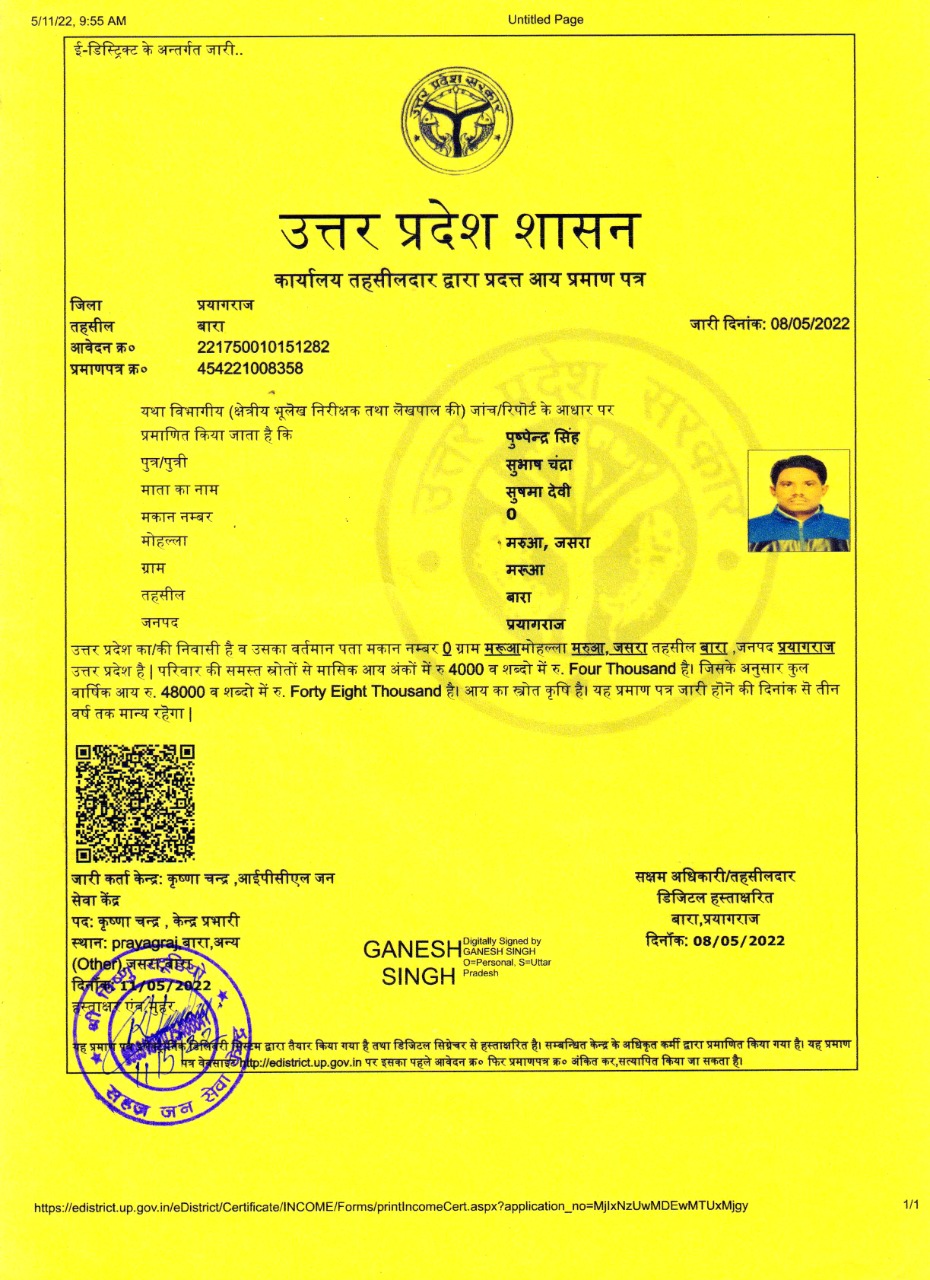 5/11/22, 9:55 AM
Untitled Page
ई-डिस्ट्रिक्ट के अन्तर्गत जारी..
उत्तर प्रदेश सरकार
उत्तर प्रदेश शासन
कार्यालय तहसीलदार द्वारा प्रदत्त आय प्रमाण पत्र
जिला प्रयागराज
तहसील बारा
जारी दिनांक: 08/05/2022
आवेदन क्र० 221750010151282
प्रमाणपत्र क्र० 454221008358
यथा विभागीय (क्षेत्रीय भूलेख निरीक्षक तथा लेखपाल की) जांच/रिपोर्ट के आधार पर
प्रमाणित किया जाता है कि पुष्पेन्द्र सिंह
पुत्र/पुत्री सुभाष चंद्रा
माता का नाम सुषमा देवी
मकान नम्बर 0
मोहल्ला मरुआ, जसरा
ग्राम मरूआ
तहसील बारा
जनपद प्रयागराज
उत्तर प्रदेश का/की निवासी है व उसका वर्तमान पता मकान नम्बर 0 ग्राम मरूआमोहल्ला मरुआ, जसरा तहसील बारा ,जनपद प्रयागराज
उत्तर प्रदेश है | परिवार की समस्त स्रोतों से मासिक आय अंकों में रु 4000 व शब्दो में रु. Four Thousand है। जिसके अनुसार कुल
वार्षिक आय रु. 48000 व शब्दो में रु. Forty Eight Thousand है। आय का स्त्रोत कृषि है। यह प्रमाण पत्र जारी होने की दिनांक से तीन
वर्ष तक मान्य रहेगा |
जारी कर्ता केन्द्र: कृष्णा चन्द्र ,आईपीसीएल जन
सेवा केंद्र
पद: कृष्णा चन्द्र , केन्द्र प्रभारी
स्थान: prayagraj,बारा,अन्य
(Other),जसरा,बारा
दिनांक: 11/05/2022
हस्ताक्षर एंव मुहर
सक्षम अधिकारी/तहसीलदार
डिजिटल हस्ताक्षरित
बारा,प्रयागराज
दिनॉक: 08/05/2022
GANESH
SINGH
Digitally Signed by
GANESH SINGH
O=Personal, S=Uttar
Pradesh
श्री विष्णु स्टूडियो
सहज जन सेवा केन्द्र
यह प्रमाण पत्र इलेक्ट्रानिक डिलिवरी सिस्टम द्वारा तैयार किया गया है तथा डिजिटल सिग्नेचर से हस्ताक्षरित है। सम्बन्धित केन्द्र के अधिकृत कर्मी द्वारा प्रमाणित किया गया है। यह प्रमाण
पत्र वेबसाइट http://edistrict.up.gov.in पर इसका पहले आवेदन क्र० फिर प्रमाणपत्र क्र० अंकित कर,सत्यापित किया जा सकता है।
https://edistrict.up.gov.in/eDistrict/Certificate/INCOME/Forms/printIncomeCert.aspx?application_no=MjIxNzUwMDEwMTUxMjgy
1/1